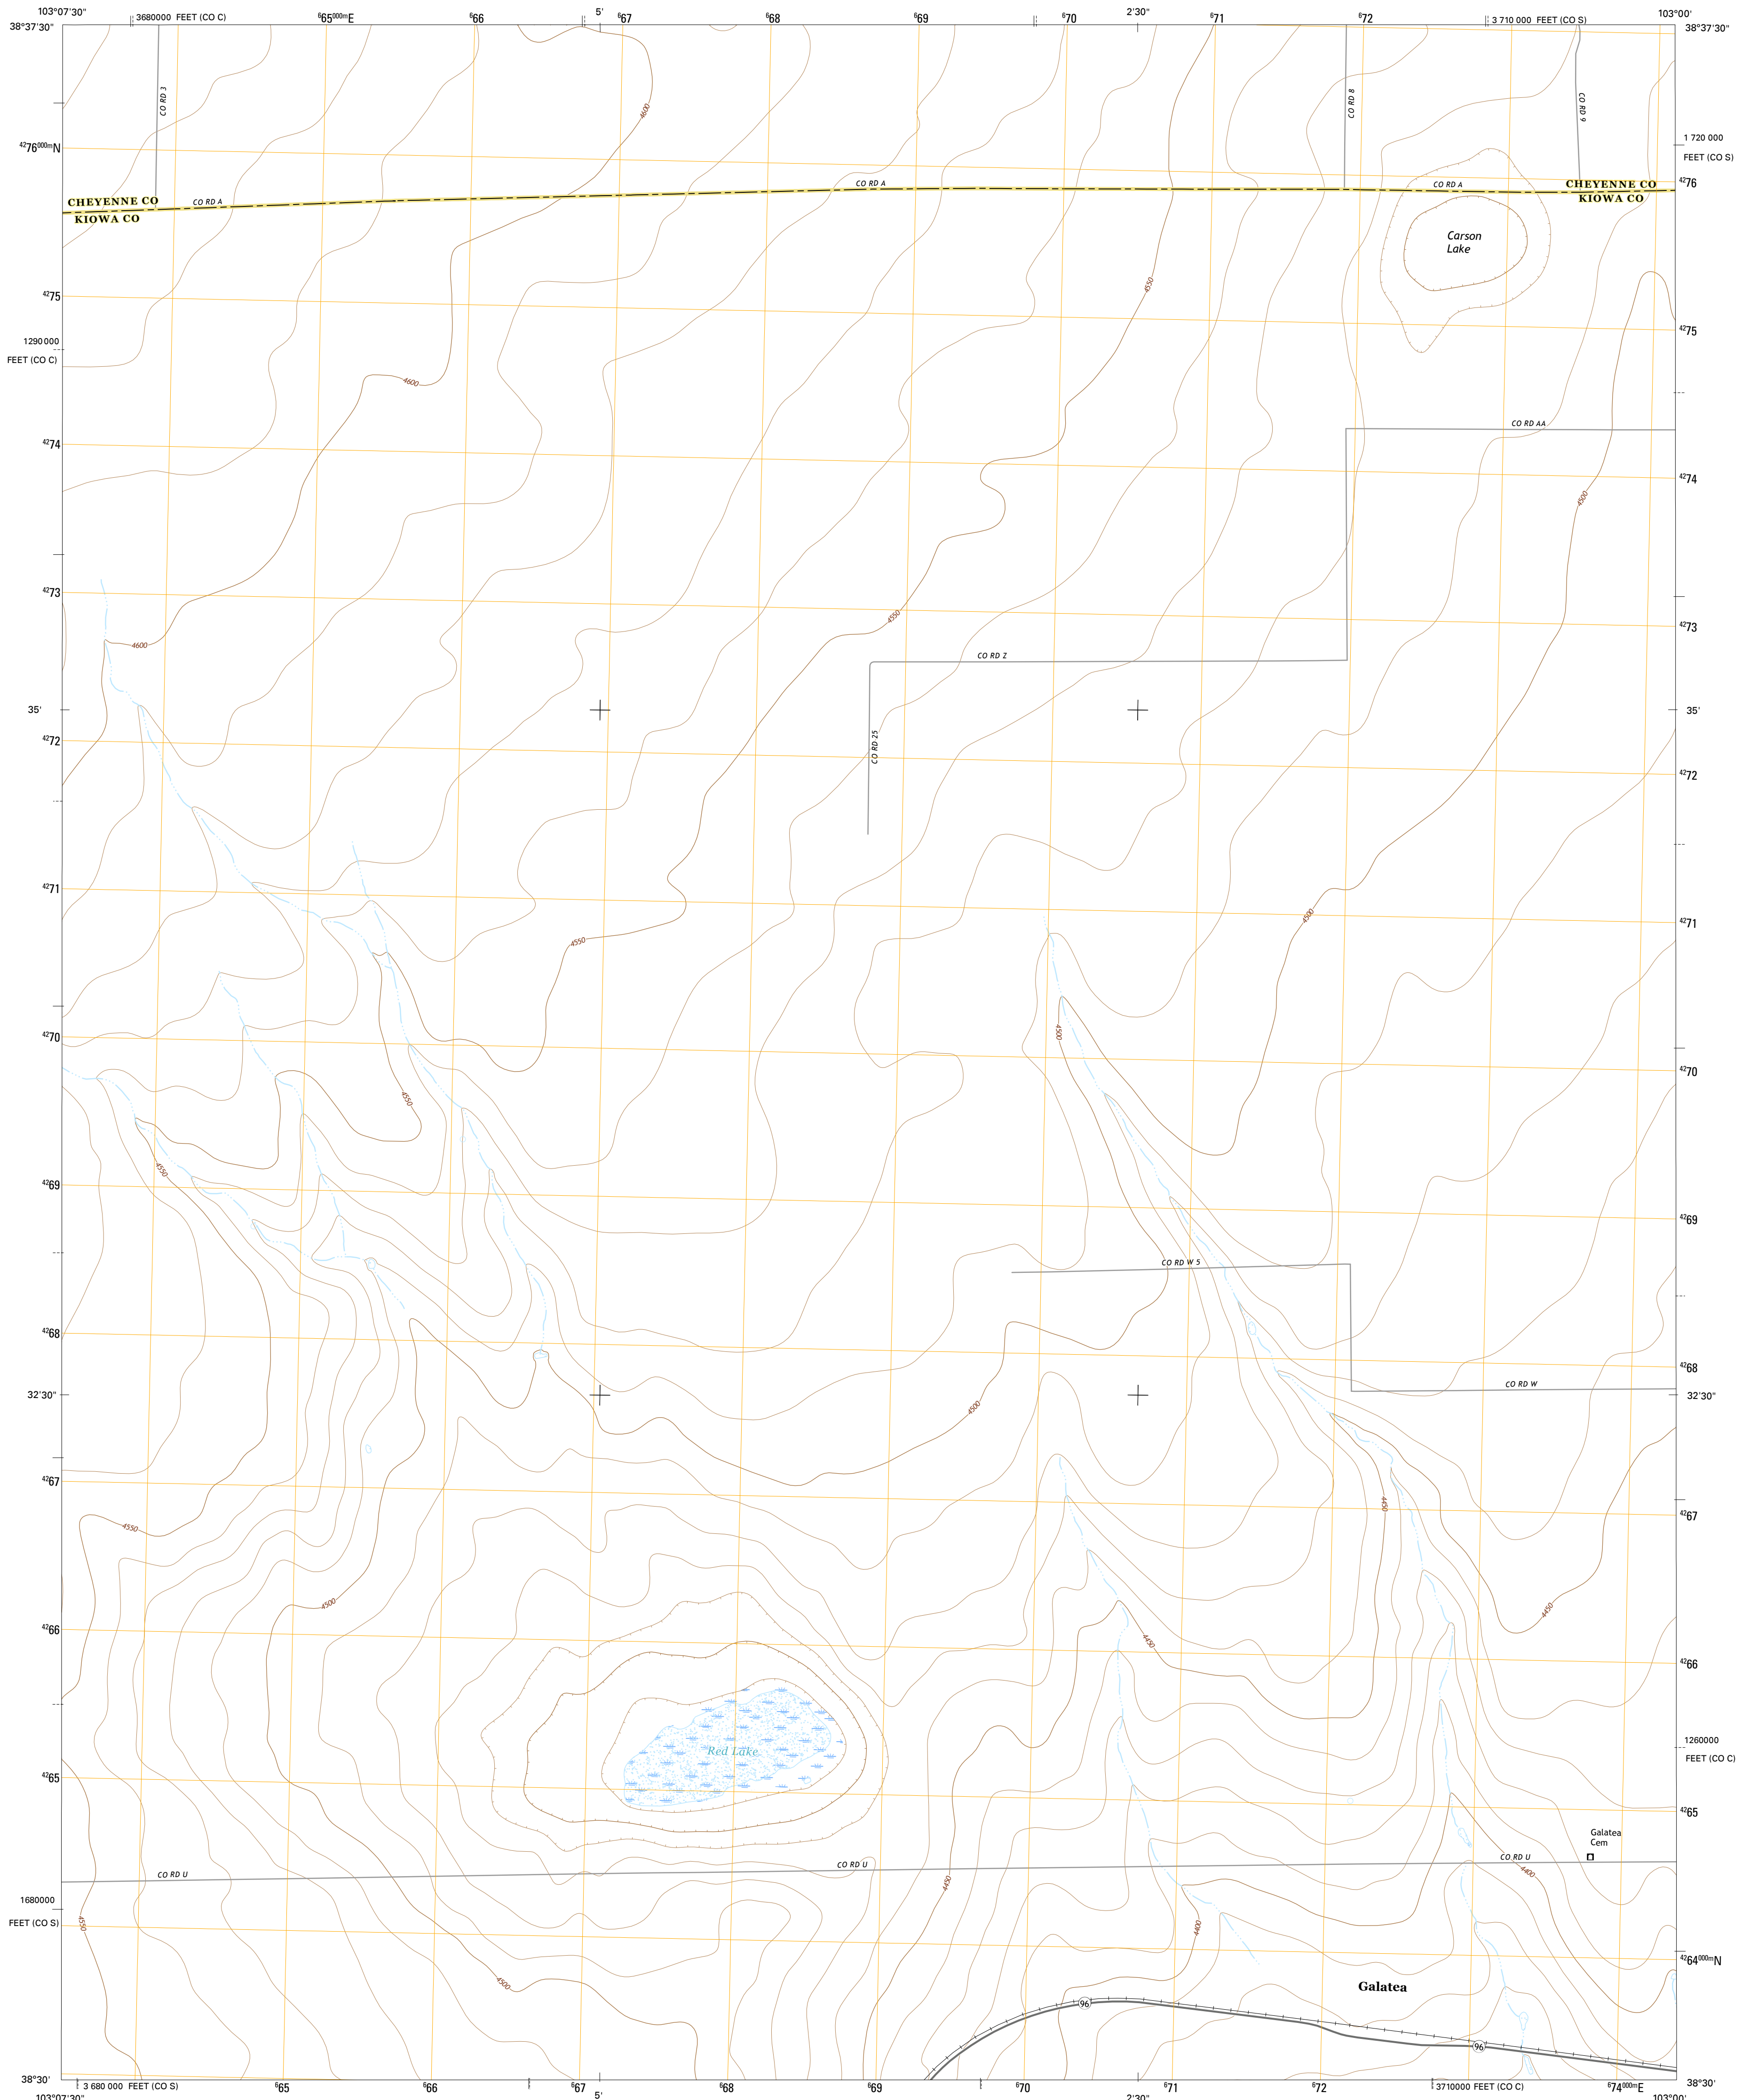 103°07'30"
3680000 FEET (CO C)
665000mE
666
5'
667
668
669
670
2'30"
671
672
3 710 000 FEET (CO S)
103°00'
38°37'30"
38°37'30"
CO RD 3
4600
CO RD 8
CO RD 9
1 720 000
FEET (CO S)
4276000mN
4276
CO RD A
CO RD A
CHEYENNE CO
CHEYENNE CO
CO RD A
KIOWA CO
KIOWA CO
Carson
Lake
4550
4275
4275
1290000
FEET (CO C)
4600
CO RD AA
4274
4274
4500
4273
4550
4273
4600
CO RD Z
35'
35'
CO RD 25
4272
4272
4271
4500
4271
4550
4500
4270
4270
4550
4550
4269
4269
CO RD W 5
4268
4268
CO RD W
32'30"
32'30"
4500
4267
4450
4267
4550
4500
4450
4450
4266
4266
Red Lake
1260000
FEET (CO C)
4265
4265
Galatea
Cem
CO RD U
CO RD U
CO RD U
4400
4450
1680000
FEET (CO S)
4550
4400
4264000mN
4500
Galatea
96
96
38°30'
38°30'
3 680 000 FEET (CO S)
665
666
667
668
669
670
671
672
3710000 FEET (CO C)
674000mE
103°07'30"
5'
2'30"
103°00'